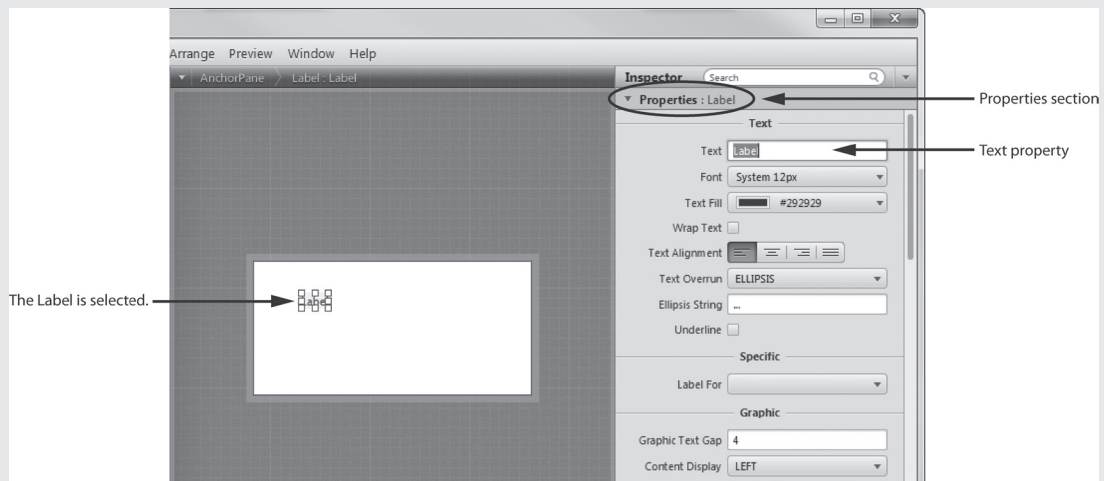 Arrange Preview Window Help
AnchorPane Label : Label
Inspector Search
Properties : Label
Properties section
Text
Text Label
Text property
Font System 12px
Text Fill #292929
Wrap Text
Text Alignment
Text Overrun ELLIPSIS
The Label is selected.
Label
Ellipsis String ...
Underline
Specific
Label For
Graphic
Graphic Text Gap 4
Content Display LEFT